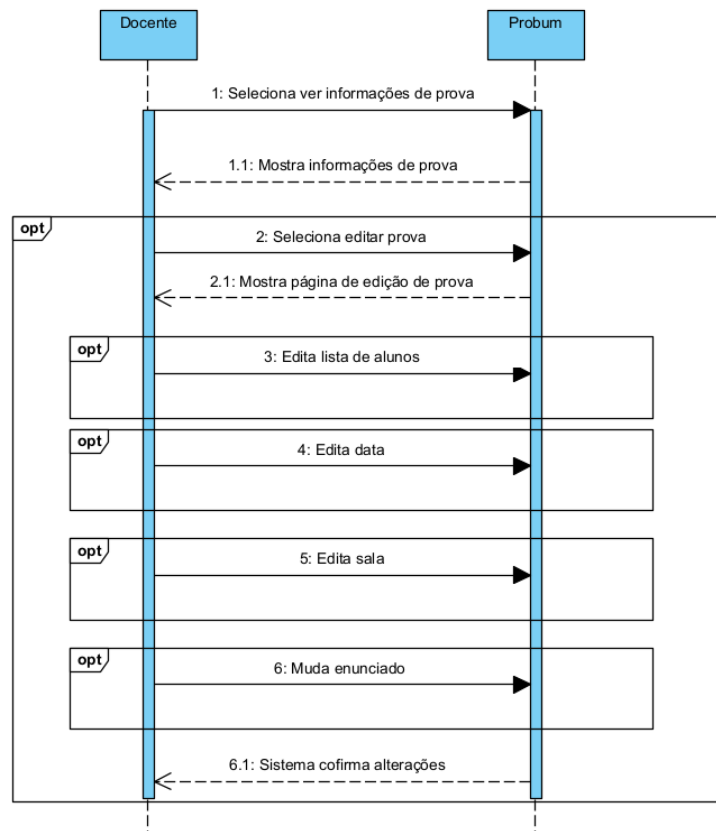 Docente
Probum
1: Seleciona ver informações de prova
1.1: Mostra informações de prova
opt
2: Seleciona editar prova
2.1: Mostra página de edição de prova
opt
3: Edita lista de alunos
opt
4: Edita data
opt
5: Edita sala
opt
6: Muda enunciado
6.1: Sistema cofirma alterações